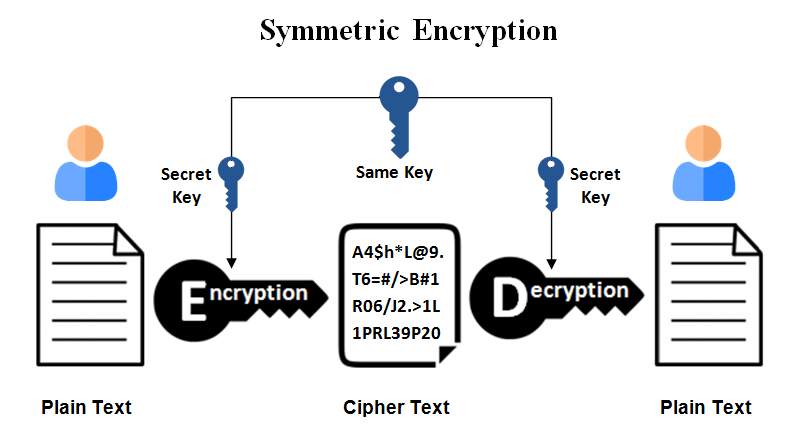 Symmetric Encryption
Secret
Key
Same Key
Secret
Key
A4$h*L@9.
T6=#/>B#1
R06/J2.>1L
1PRL39P20
Encryption
Decryption
Plain Text
Cipher Text
Plain Text